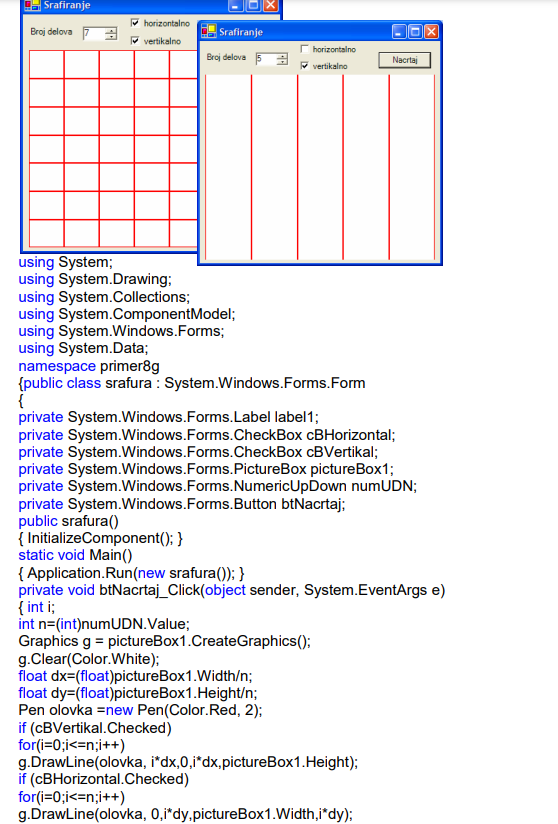 Srafiranje
Broj delova 7
horizontalno
vertikalno
Srafiranje
Broj delova 5
horizontalno
vertikalno
Nacrtaj
using System;
using System.Drawing;
using System.Collections;
using System.ComponentModel;
using System.Windows.Forms;
using System.Data;
namespace primer8g
{public class srafura : System.Windows.Forms.Form
{
private System.Windows.Forms.Label label1;
private System.Windows.Forms.CheckBox cBHorizontal;
private System.Windows.Forms.CheckBox cBVertikal;
private System.Windows.Forms.PictureBox pictureBox1;
private System.Windows.Forms.NumericUpDown numUDN;
private System.Windows.Forms.Button btNacrtaj;
public srafura()
{ InitializeComponent(); }
static void Main()
{ Application.Run(new srafura()); }
private void btNacrtaj_Click(object sender, System.EventArgs e)
{ int i;
int n=(int)numUDN.Value;
Graphics g = pictureBox1.CreateGraphics();
g.Clear(Color.White);
float dx=(float)pictureBox1.Width/n;
float dy=(float)pictureBox1.Height/n;
Pen olovka =new Pen(Color.Red, 2);
if (cBVertikal.Checked)
for(i=0;i<=n;i++)
g.DrawLine(olovka, i*dx,0,i*dx,pictureBox1.Height);
if (cBHorizontal.Checked)
for(i=0;i<=n;i++)
g.DrawLine(olovka, 0,i*dy,pictureBox1.Width,i*dy);